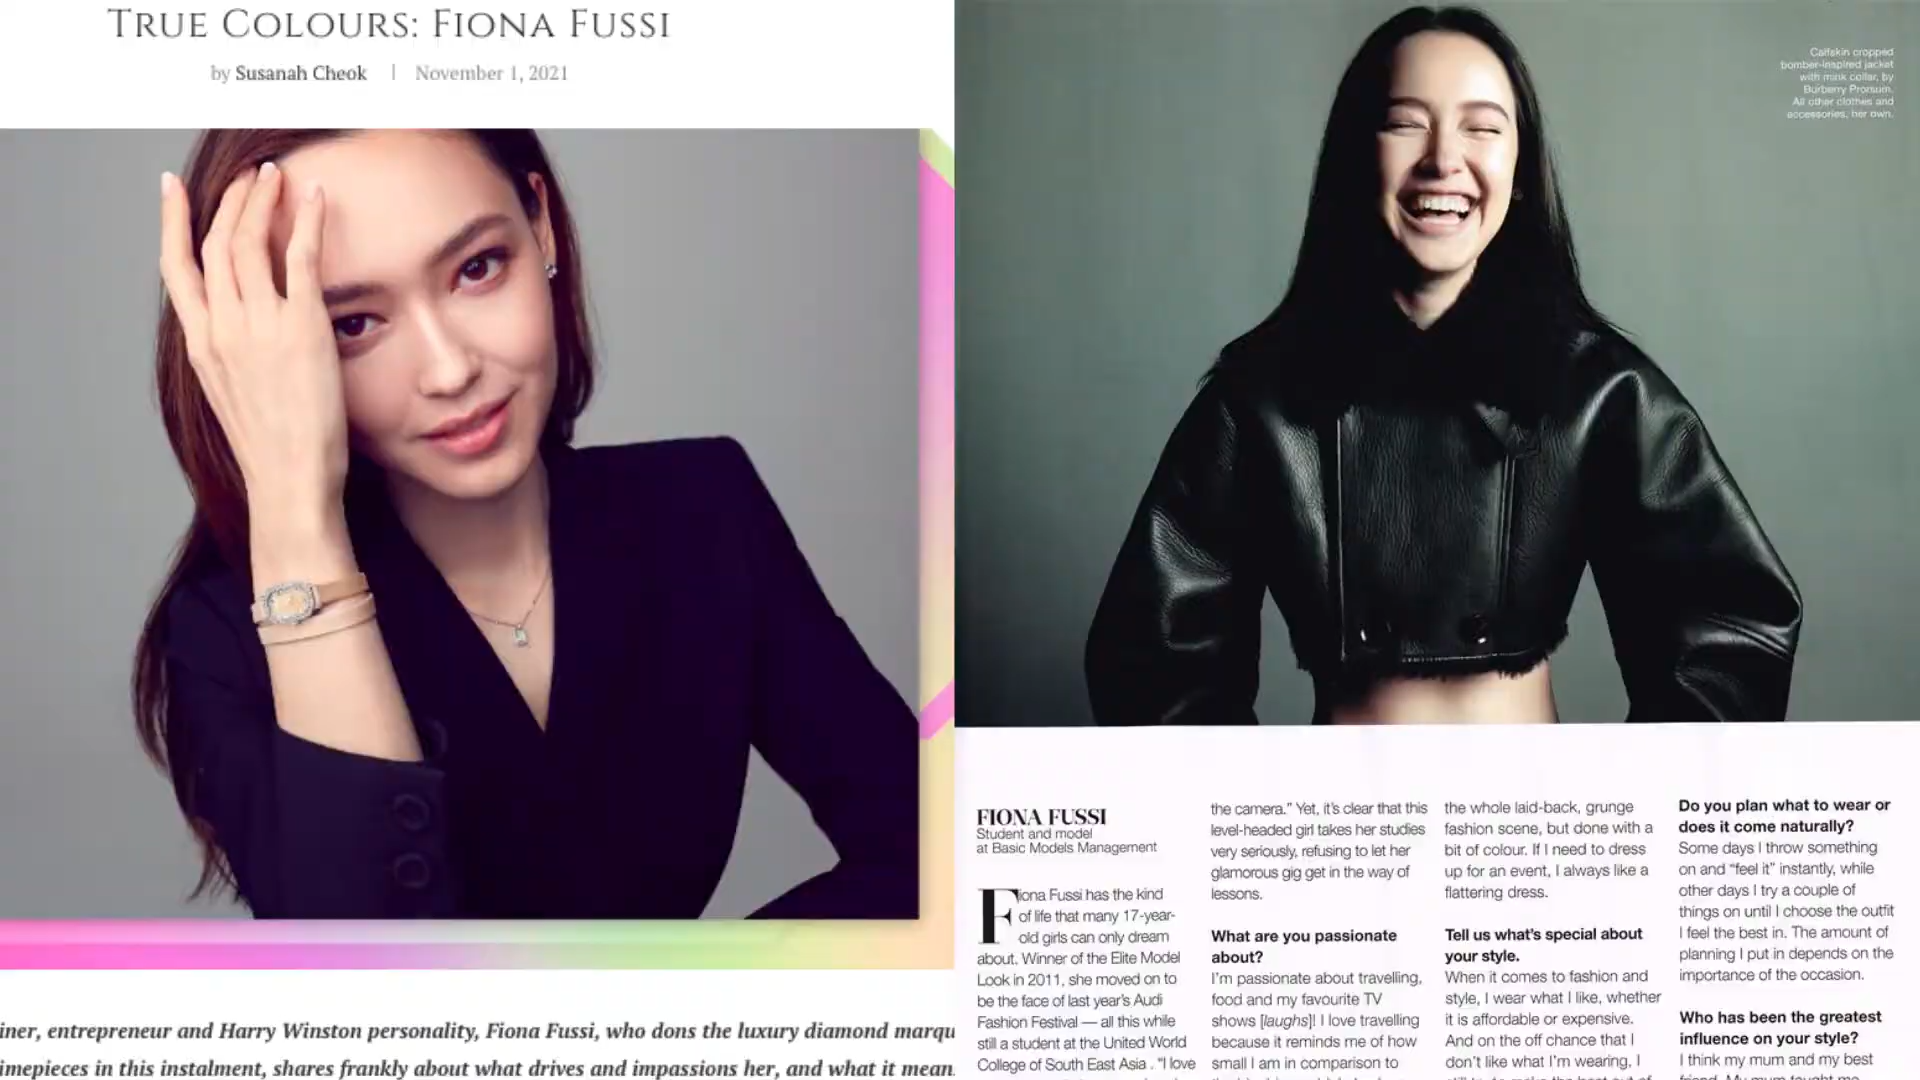 TRUE COLOURS: FIONA FUSSI
by Susanah Cheok | November 1, 2021
iner, entrepreneur and Harry Winston personality, Fiona Fussi, who dons the luxury diamond marqu
imepieces in this instalment, shares frankly about what drives and impassions her, and what it mean
Calfskin cropped
bomber-inspired jacket
with mink collar, by
Burberry Prorsum.
All other clothes and
accessories, her own.
FIONA FUSSI
Student and model
at Basic Models Management
Fiona Fussi has the kind
of life that many 17-year-
old girls can only dream
about. Winner of the Elite Model
Look in 2011, she moved on to
be the face of last year's Audi
Fashion Festival — all this while
still a student at the United World
College of South East Asia . "I love
the camera." Yet, it's clear that this
level-headed girl takes her studies
very seriously, refusing to let her
glamorous gig get in the way of
lessons.
What are you passionate
about?
I'm passionate about travelling,
food and my favourite TV
shows [laughs]! I love travelling
because it reminds me of how
small I am in comparison to
the whole laid-back, grunge
fashion scene, but done with a
bit of colour. If I need to dress
up for an event, I always like a
flattering dress.
Tell us what's special about
your style.
When it comes to fashion and
style, I wear what I like, whether
it is affordable or expensive.
And on the off chance that I
don't like what I'm wearing, I
Do you plan what to wear or
does it come naturally?
Some days I throw something
on and "feel it" instantly, while
other days I try a couple of
things on until I choose the outfit
I feel the best in. The amount of
planning I put in depends on the
importance of the occasion.
Who has been the greatest
influence on your style?
I think my mum and my best
friend. My mum taught me